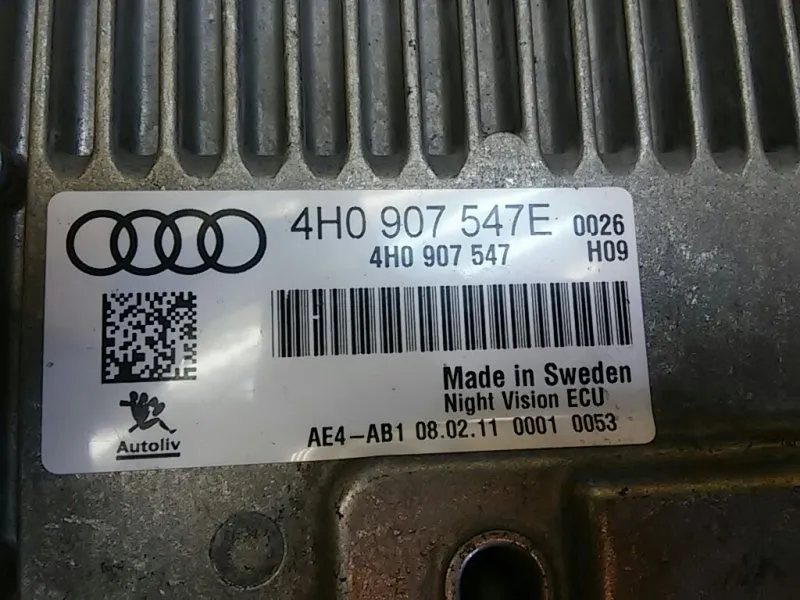 4H0 907 547E 0026
4H0 907 547 H09
Made in Sweden
Night Vision ECU
Autoliv
AE4-AB1 08.02.11 0001 0053